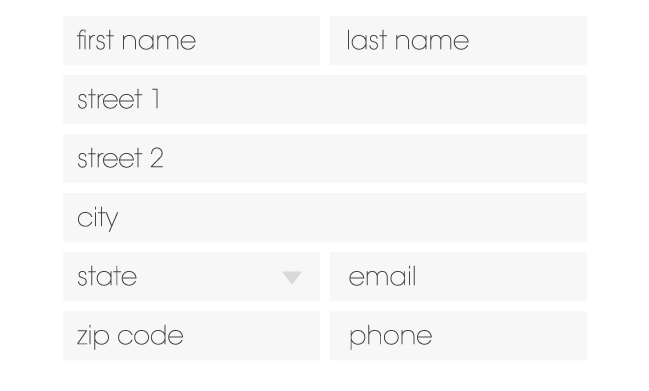 first name last name
street 1
street 2
city
state email
zip code phone